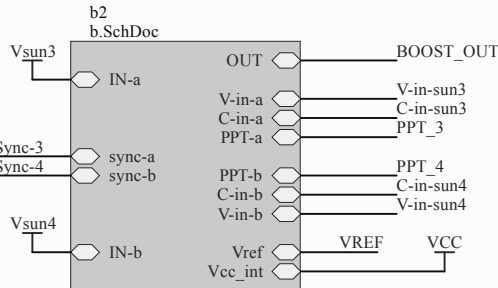 b2
b.SchDoc
Vsun3
OUT
BOOST_OUT
IN-a
V-in-a
V-in-sun3
C-in-a
C-in-sun3
PPT-a
PPT_3
Sync-3
sync-a
Sync-4
sync-b
PPT-b
PPT_4
C-in-b
C-in-sun4
V-in-b
V-in-sun4
Vsun4
IN-b
Vref
VREF
VCC
Vcc_int